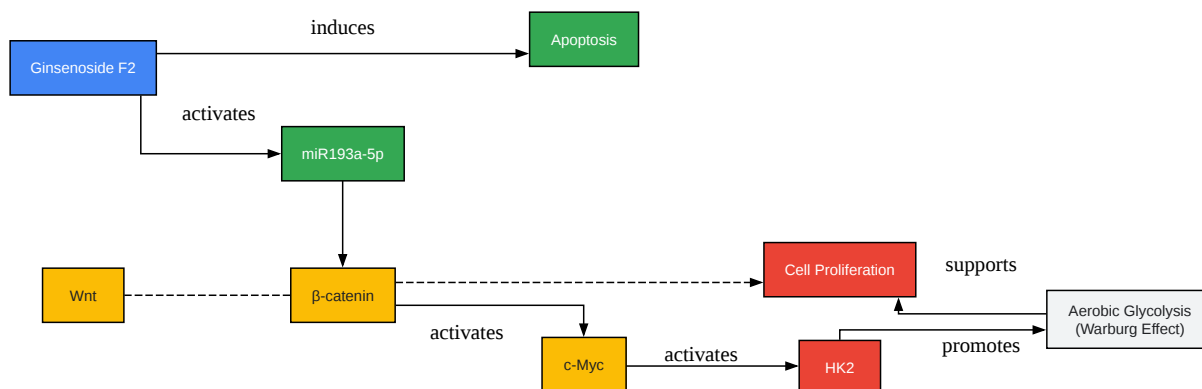 induces
Apoptosis
Ginsenoside F2
activates
miR193a-5p
Cell Proliferation
supports
Wnt
β-catenin
Aerobic Glycolysis
(Warburg Effect)
activates
promotes
activates
c-Myc
HK2